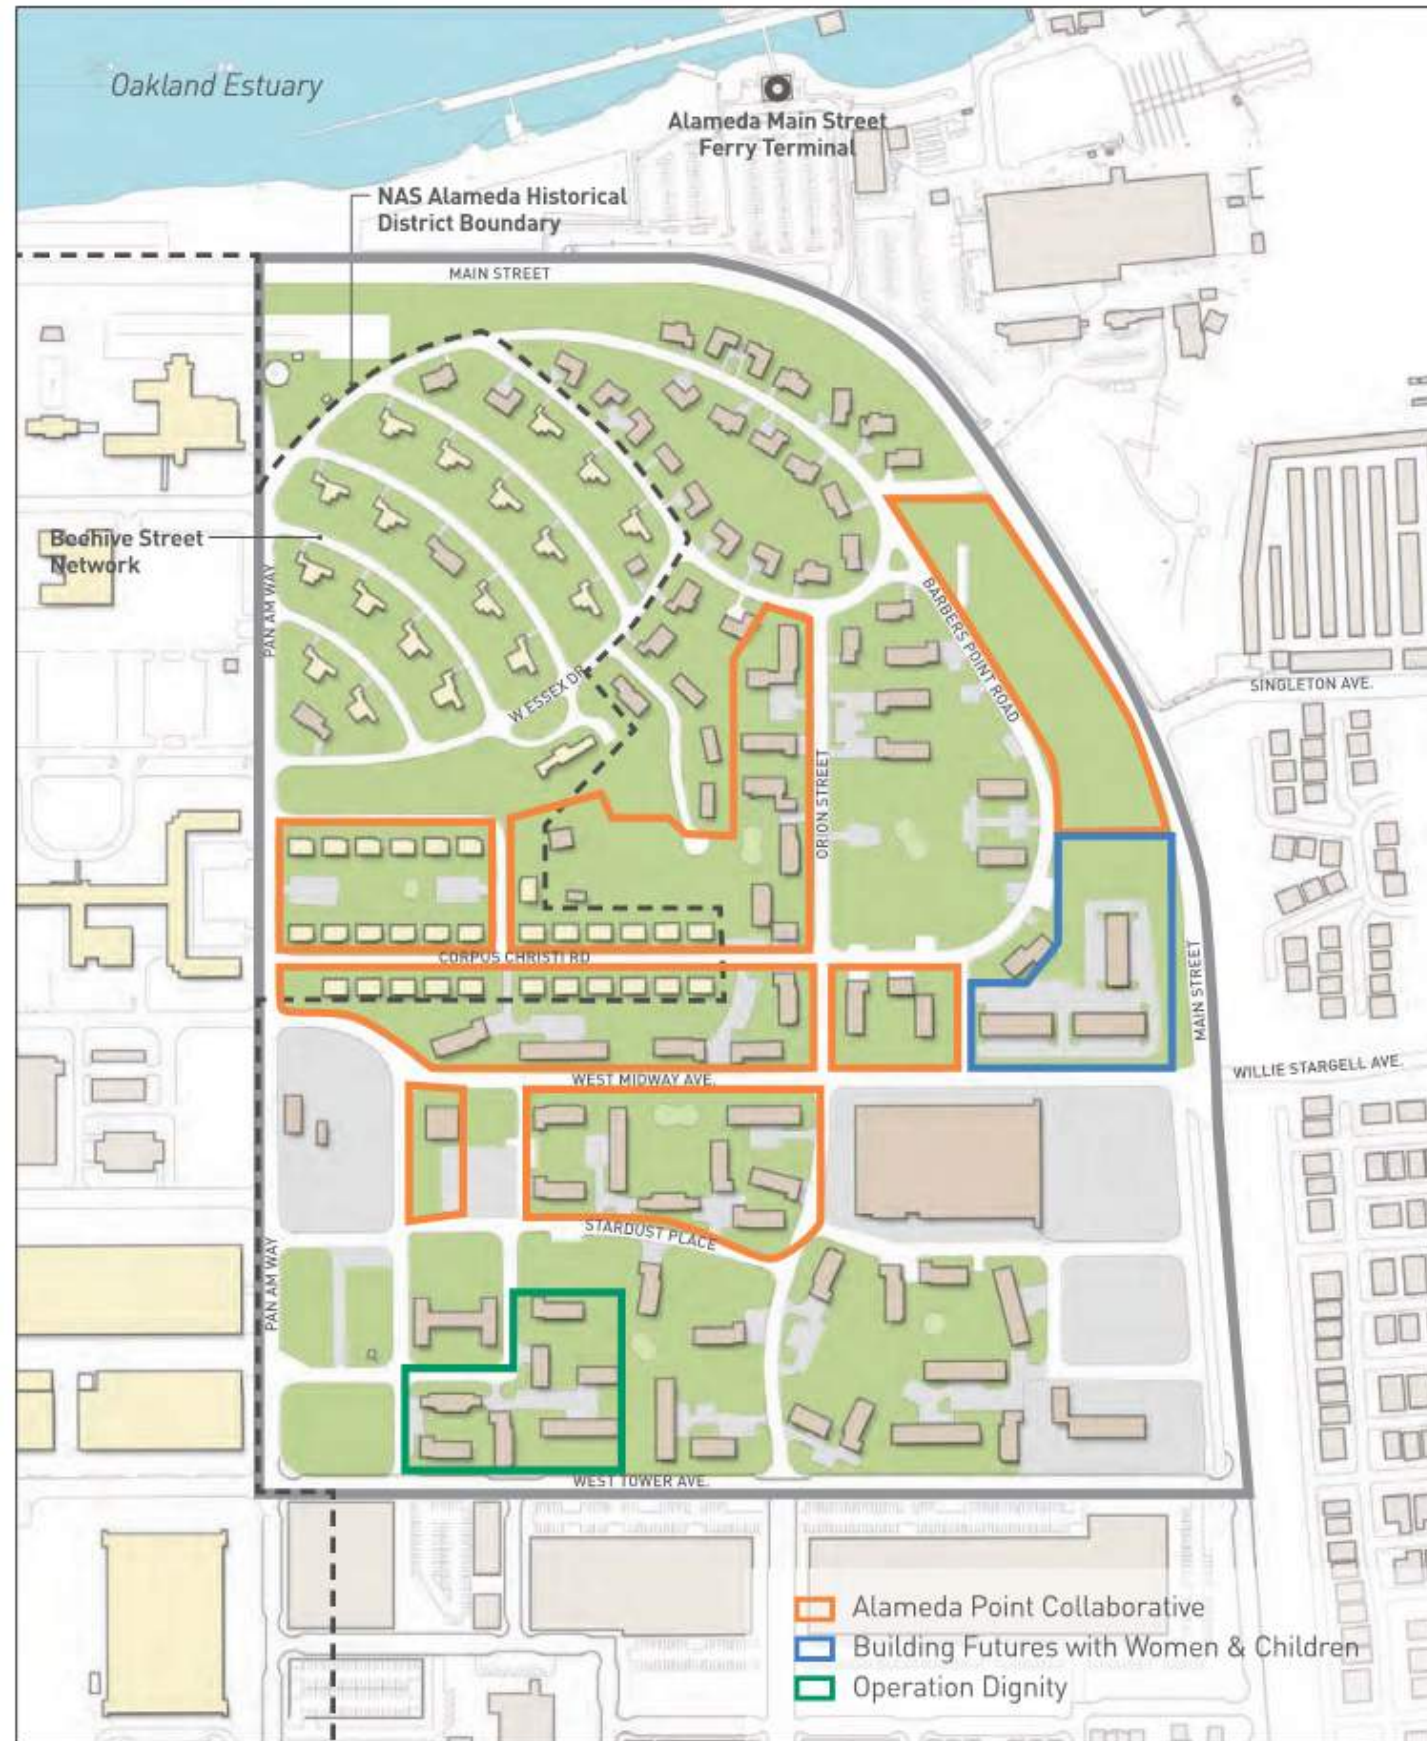 Oakland Estuary
Alameda Main Street
Ferry Terminal
NAS Alameda Historical
District Boundary
MAIN STREET
Beehive Street
Network
PAN AM WAY
BARBERS POINT ROAD
SINGLETON AVE.
W.ESSEX DR
ORION STREET
CORPUS CHRISTI RD
MAIN STREET
WEST MIDWAY AVE.
WILLIE STARGELL AVE.
STARDUST PLACE
PAN AM WAY
WEST TOWER AVE.
Alameda Point Collaborative
Building Futures with Women & Children
Operation Dignity